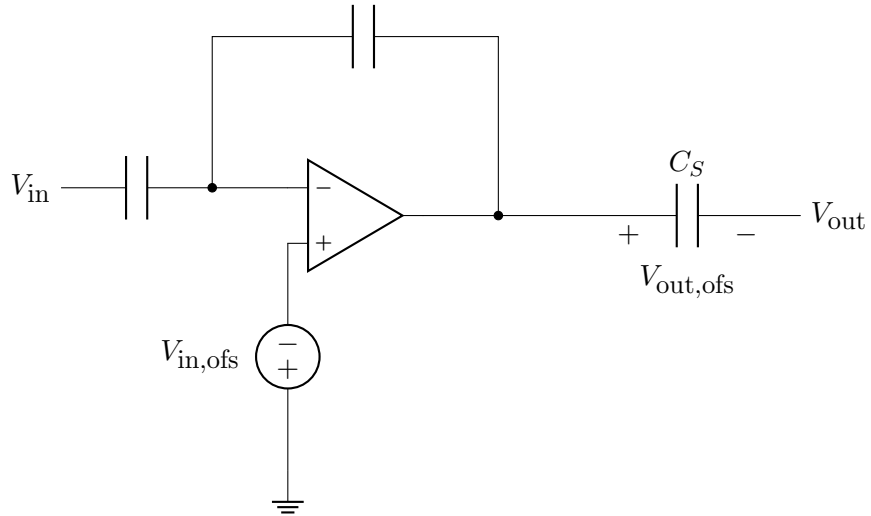 C_S
V_in
−
V_out
+
+ −
V_out,ofs
V_in,ofs
−
+